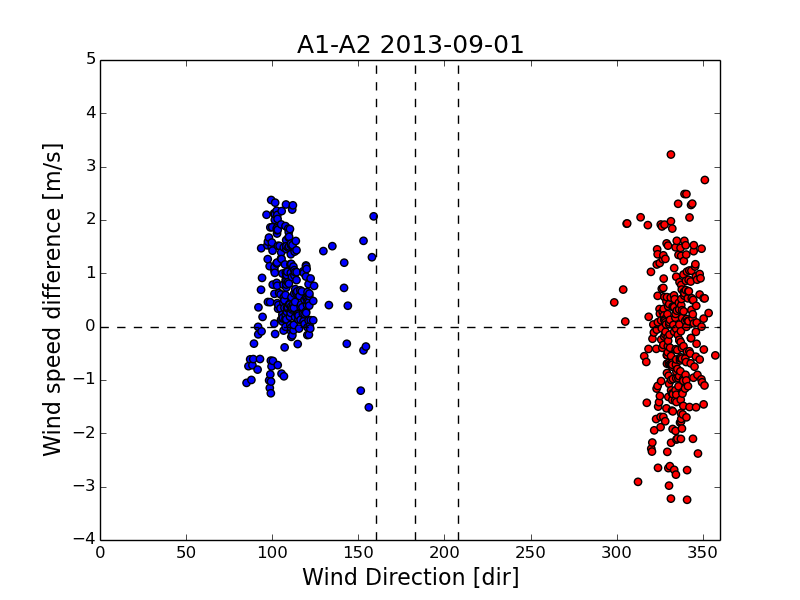 A1-A2 2013-09-01
5
4
3
2
1
0
−1
−2
−3
−4
Wind speed difference [m/s]
0 50 100 150 200 250 300 350
Wind Direction [dir]